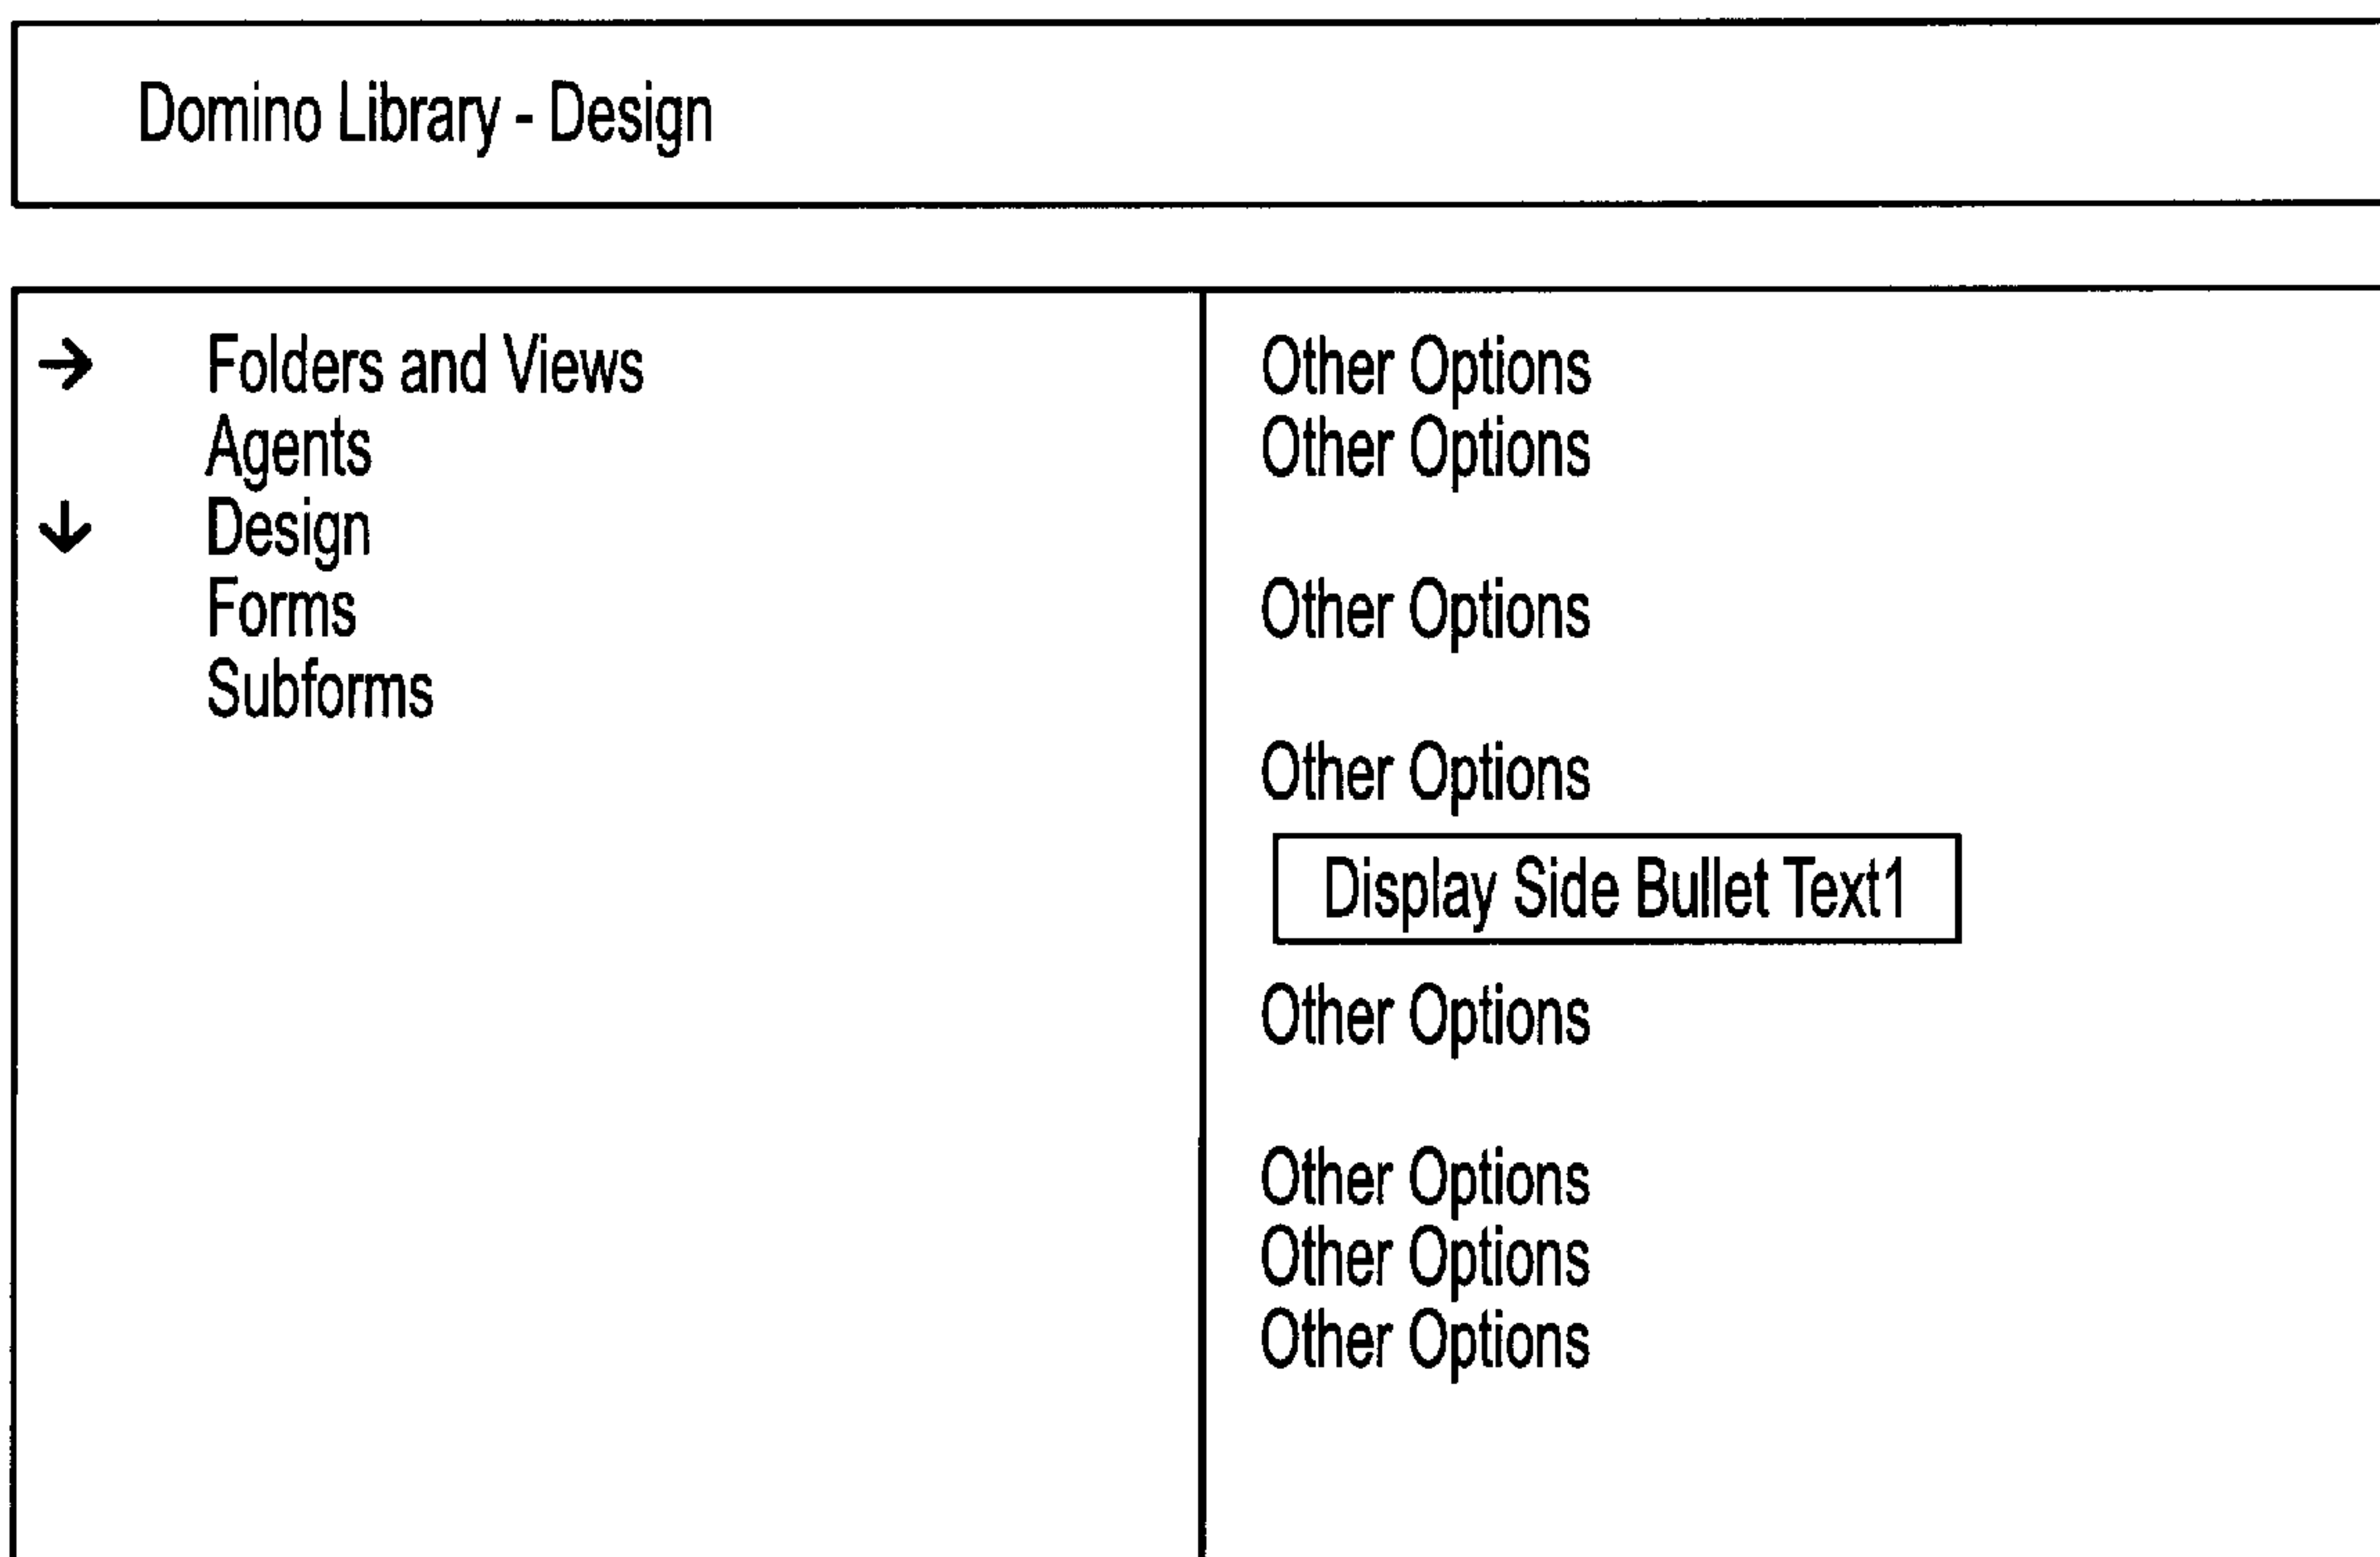 Domino Library - Design
→ Folders and Views
Agents
↓ Design
Forms
Subforms
Other Options
Other Options
Other Options
Other Options
Display Side Bullet Text1
Other Options
Other Options
Other Options
Other Options